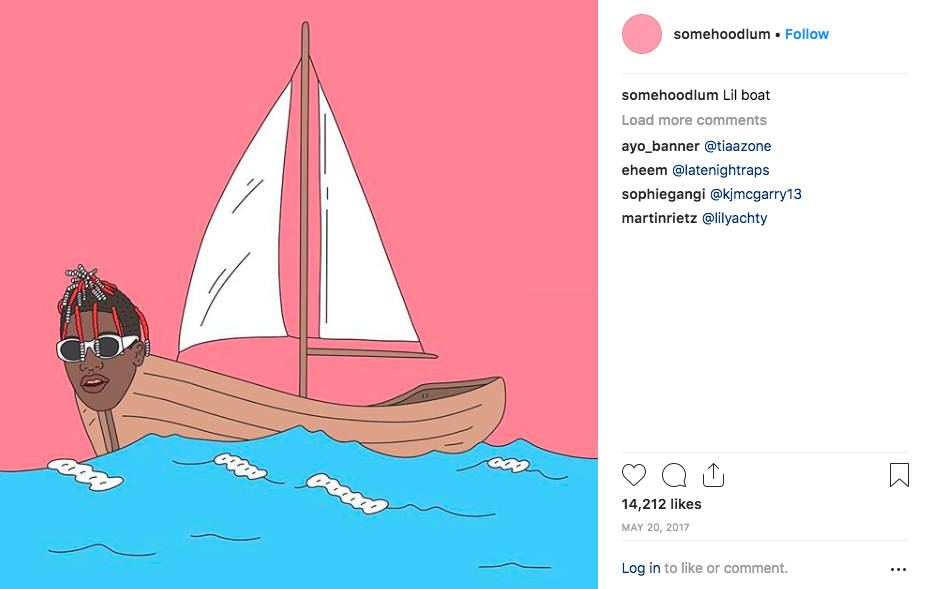 somehoodlum • Follow
somehoodlum Lil boat
Load more comments
ayo_banner @tiaazone
eheem @latenightraps
sophiegangi @kjmcgarry13
martinrietz @lilyachty
14,212 likes
MAY 20, 2017
Log in to like or comment.